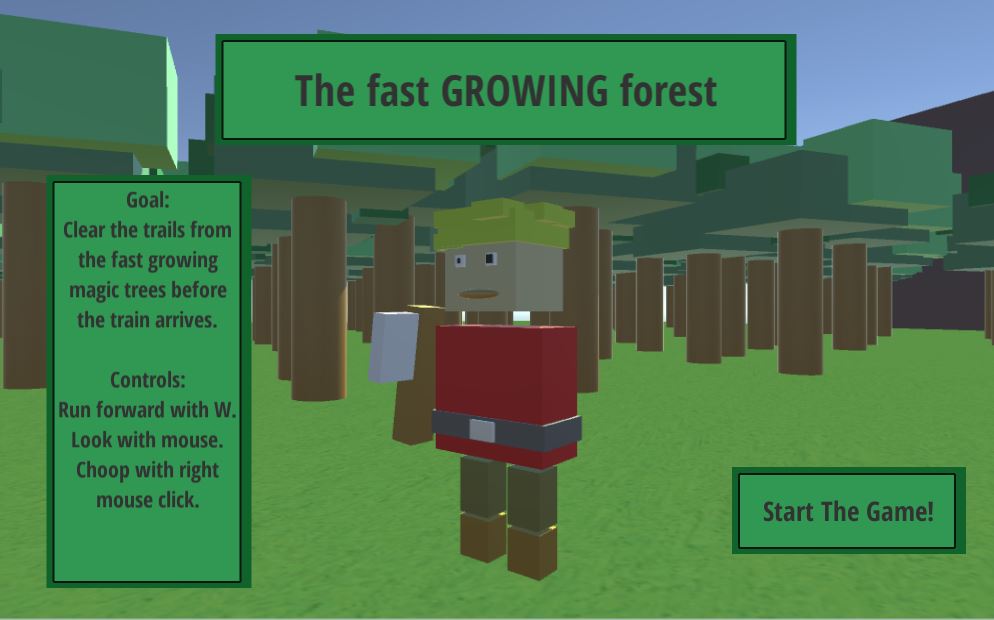 The fast GROWING forest
Goal:
Clear the trails from
the fast growing
magic trees before
the train arrives.
Controls:
Run forward with W.
Look with mouse.
Choop with right
mouse click.
Start The Game!